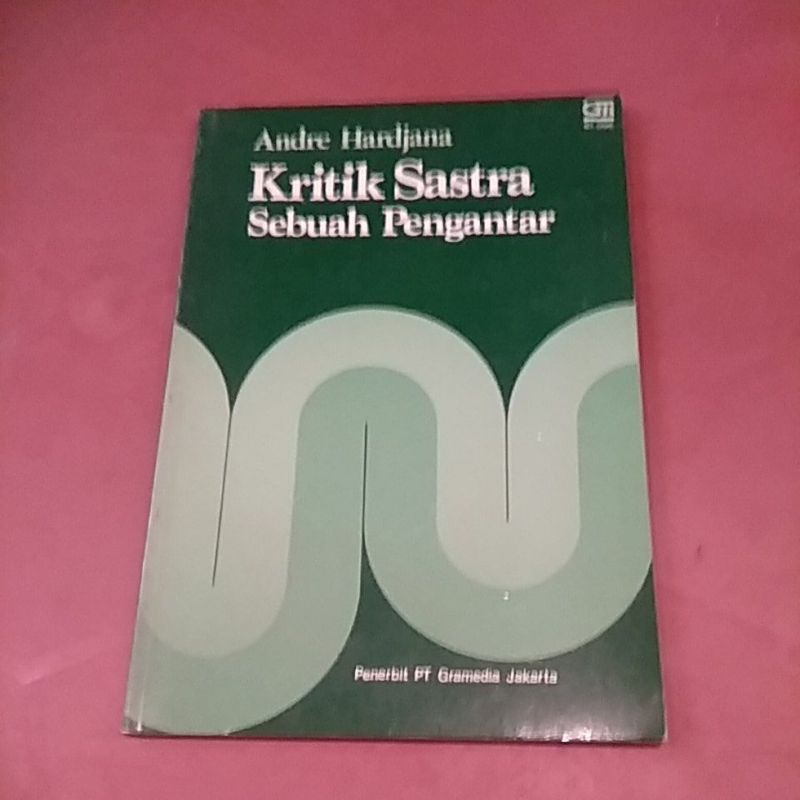 Andre Hardjana
Kritik Sastra
Sebuah Pengantar
Penerbit PT Gramedia Jakarta